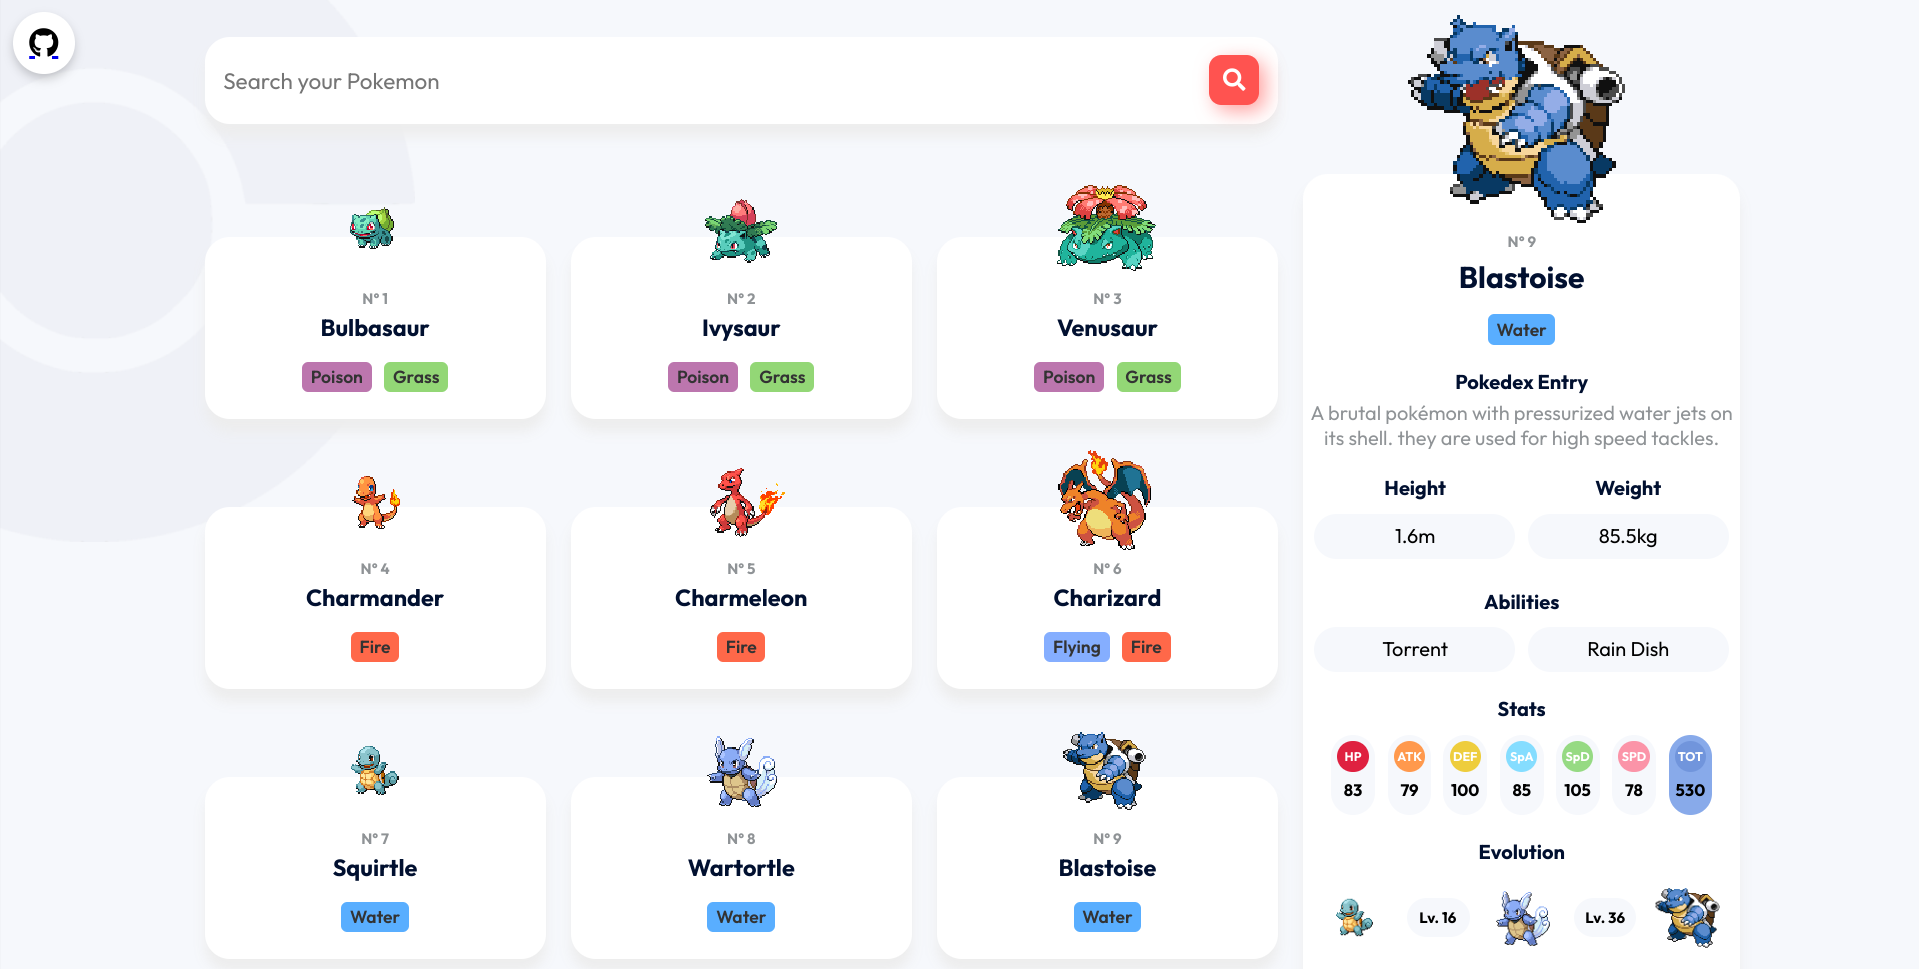 Search your Pokemon
N° 1
Bulbasaur
Poison Grass
N° 2
Ivysaur
Poison Grass
N° 3
Venusaur
Poison Grass
N° 4
Charmander
Fire
N° 5
Charmeleon
Fire
N° 6
Charizard
Flying Fire
N° 7
Squirtle
Water
N° 8
Wartortle
Water
N° 9
Blastoise
Water
N° 9
Blastoise
Water
Pokedex Entry
A brutal pokémon with pressurized water jets on
its shell. they are used for high speed tackles.
Height Weight
1.6m 85.5kg
Abilities
Torrent Rain Dish
Stats
HP ATK DEF SpA SpD SPD TOT
83 79 100 85 105 78 530
Evolution
Lv. 16 Lv. 36